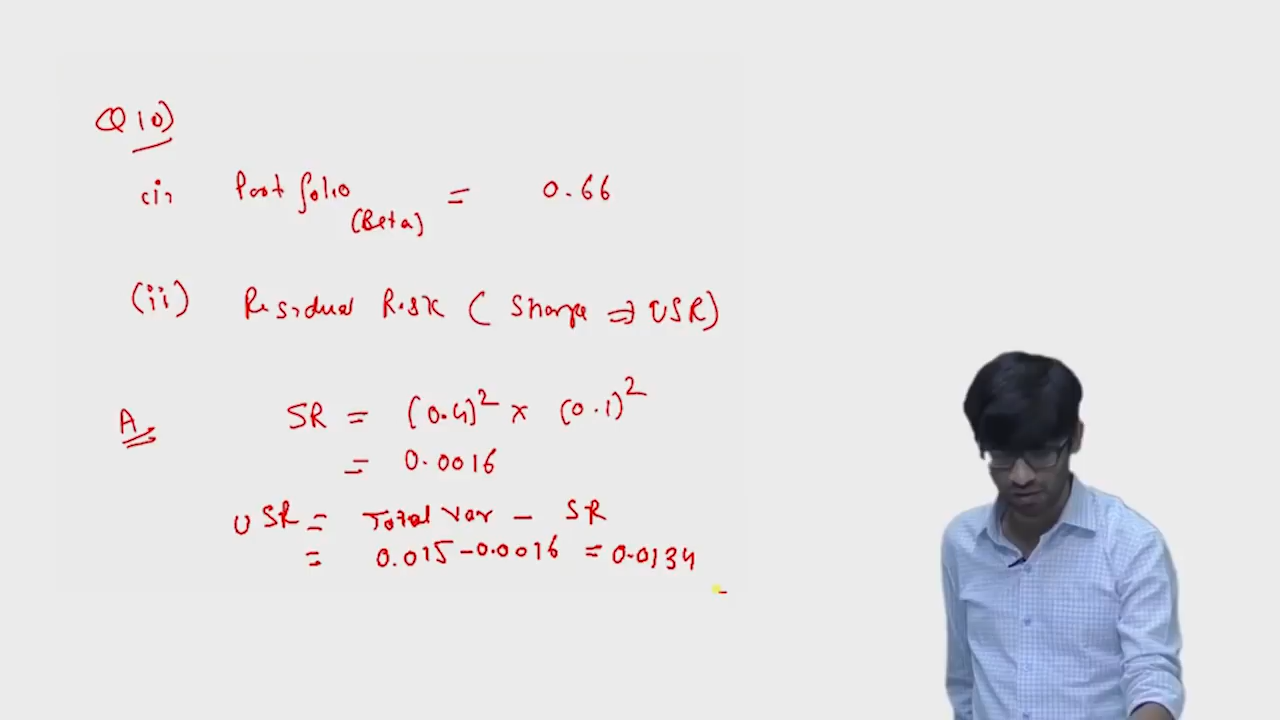 Q 10)
(i) Portfolio (Beta) = 0.66
(ii) Residual Risk ( Sharpe ⇒ USR)
A SR = (0.4)² × (0.1)²
= 0.0016
USR = Total Var – SR
= 0.015 – 0.0016 = 0.0134